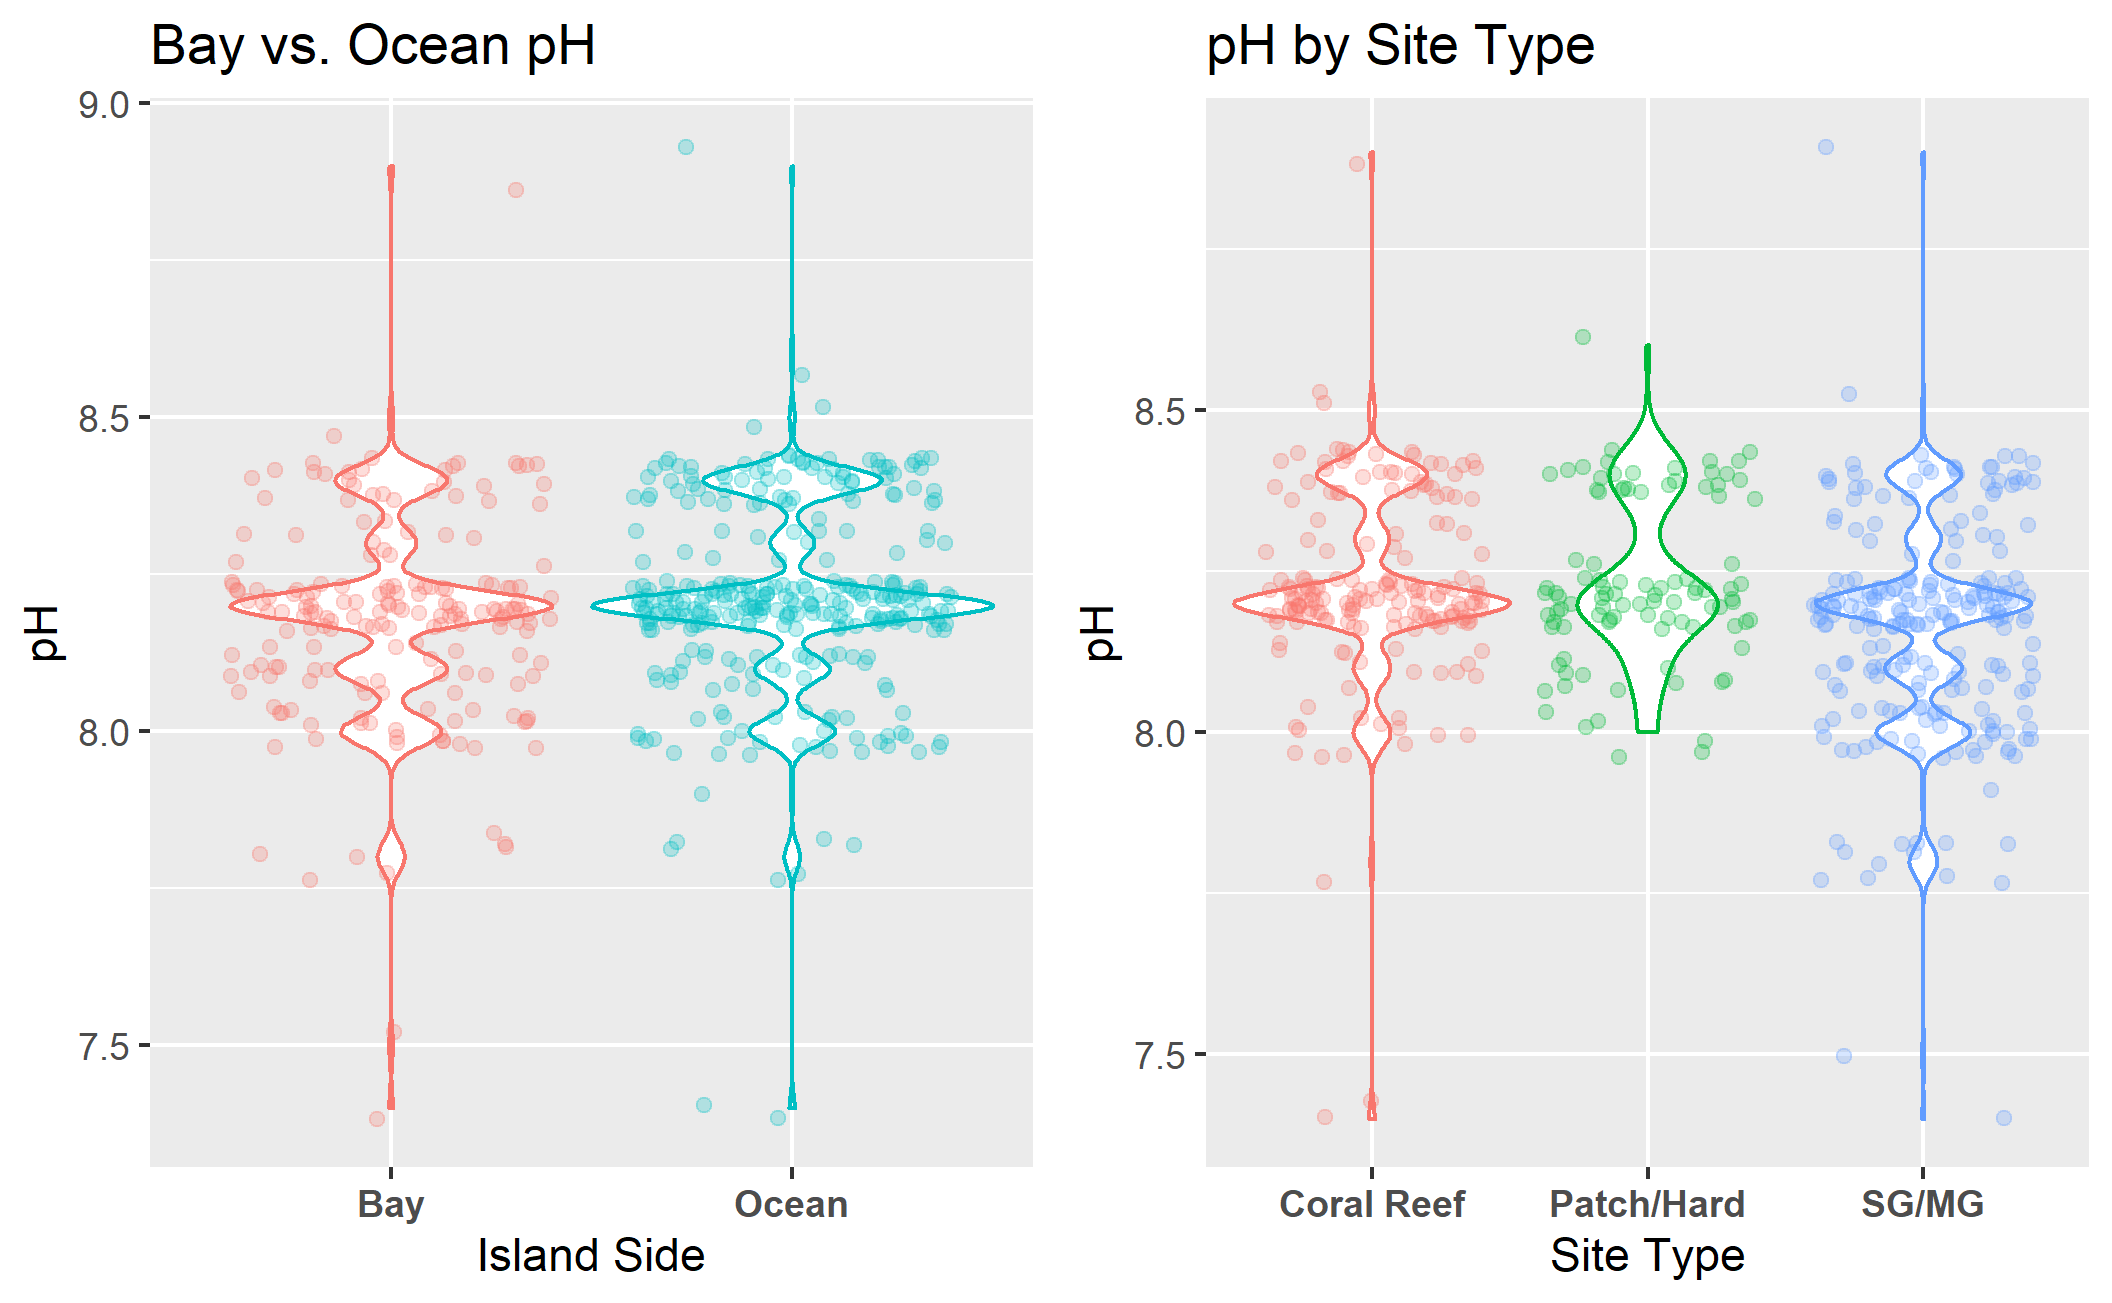 Bay vs. Ocean pH
9.0
8.5
8.0
7.5
pH
Bay
Ocean
Island Side
pH by Site Type
8.5
8.0
7.5
pH
Coral Reef
Patch/Hard
SG/MG
Site Type